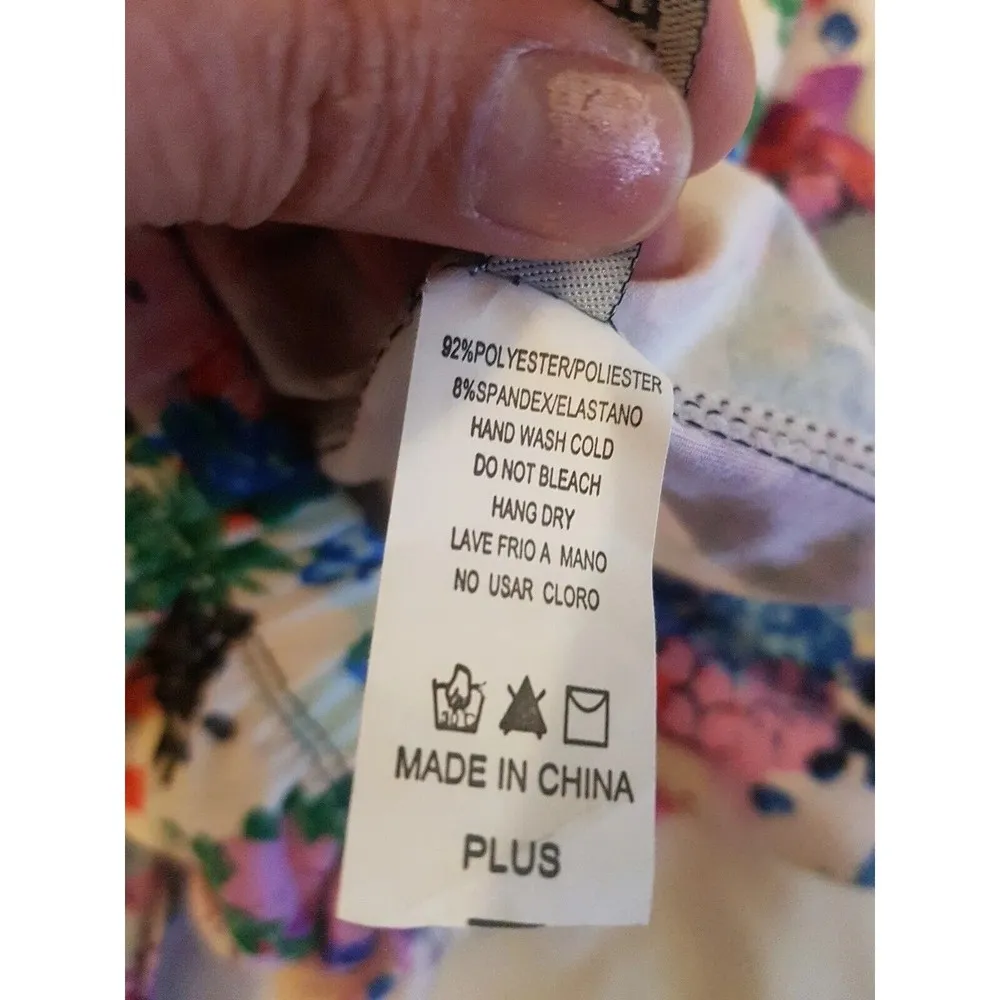 92%POLYESTER/POLIESTER
8%SPANDEX/ELASTANO
HAND WASH COLD
DO NOT BLEACH
HANG DRY
LAVE FRIO A MANO
NO USAR CLORO
MADE IN CHINA
PLUS